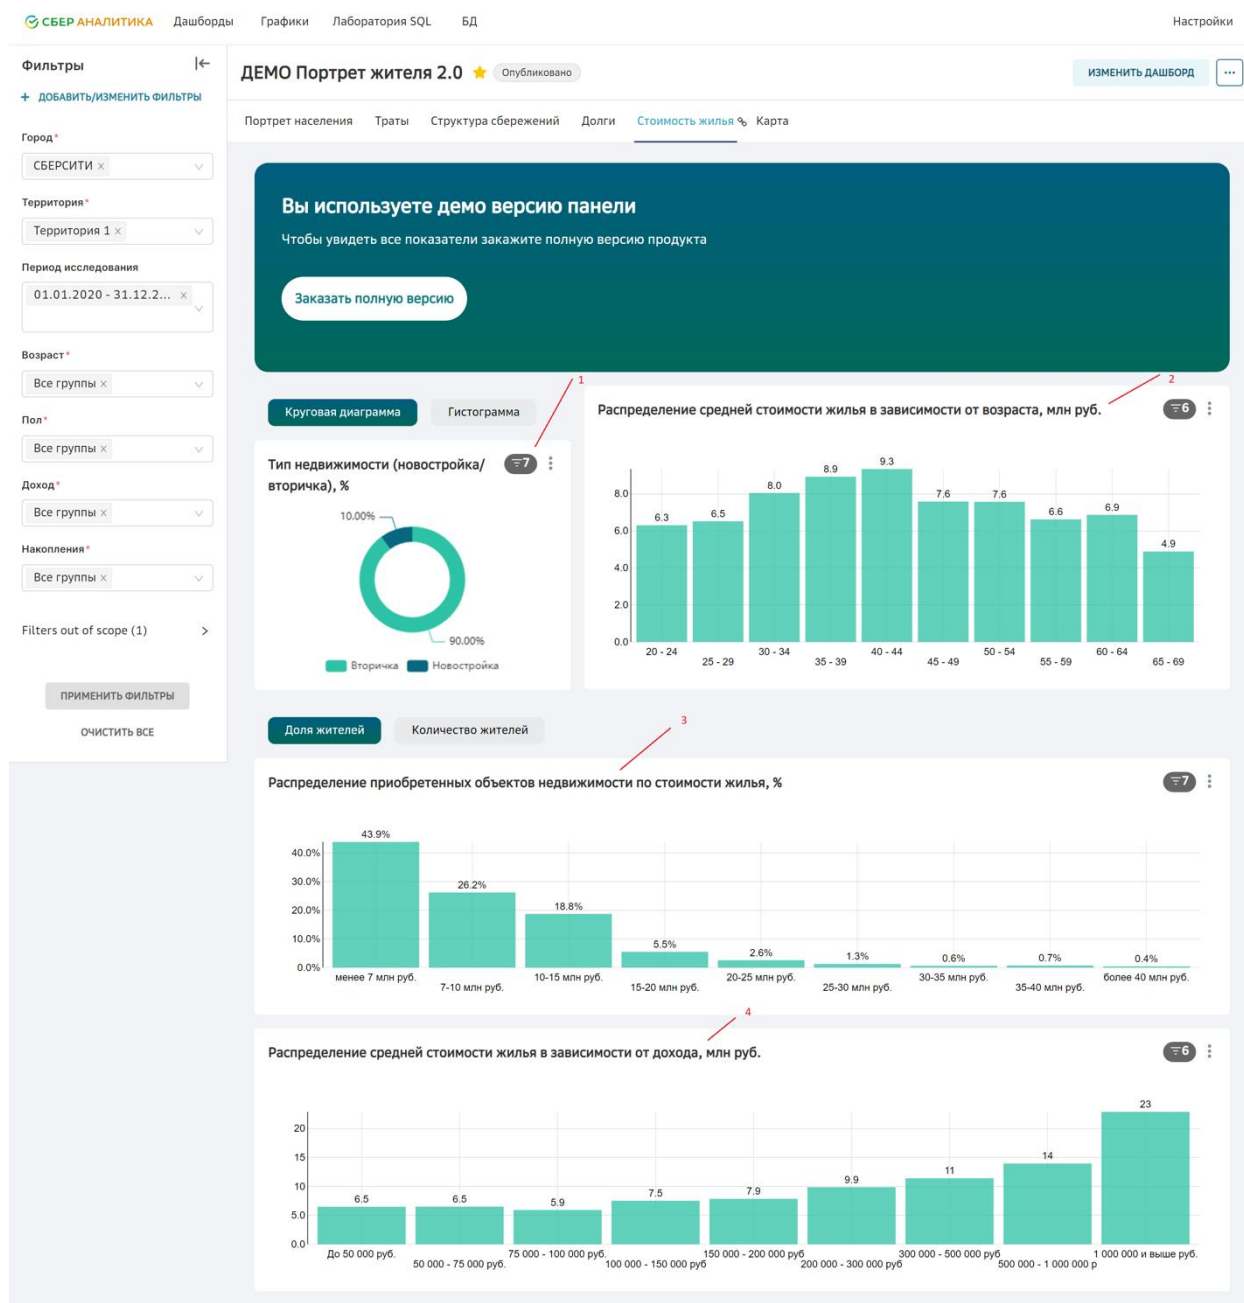 СБЕР АНАЛИТИКА Дашборды Графики Лаборатория SQL БД Настройки
Фильтры
+ ДОБАВИТЬ/ИЗМЕНИТЬ ФИЛЬТРЫ
Город*
СБЕРСИТИ ×
Территория*
Территория 1 ×
Период исследования
01.01.2020 - 31.12.2... ×
Возраст*
Все группы ×
Пол*
Все группы ×
Доход*
Все группы ×
Накопления*
Все группы ×
Filters out of scope (1)
ПРИМЕНИТЬ ФИЛЬТРЫ
ОЧИСТИТЬ ВСЕ
ДЕМО Портрет жителя 2.0 Опубликовано
ИЗМЕНИТЬ ДАШБОРД ...
Портрет населения Траты Структура сбережений Долги Стоимость жилья Карта
Вы используете демо версию панели
Чтобы увидеть все показатели закажите полную версию продукта
Заказать полную версию
1
2
Круговая диаграмма Гистограмма
Тип недвижимости (новостройка/
вторичка), %
7
10.00%
90.00%
Вторичка Новостройка
Распределение средней стоимости жилья в зависимости от возраста, млн руб.
6
6.3 6.5 8.0 8.9 9.3 7.6 7.6 6.6 6.9 4.9
8.0
6.0
4.0
2.0
0.0
20 - 24 25 - 29 30 - 34 35 - 39 40 - 44 45 - 49 50 - 54 55 - 59 60 - 64 65 - 69
Доля жителей Количество жителей
3
Распределение приобретенных объектов недвижимости по стоимости жилья, %
7
43.9% 26.2% 18.8% 5.5% 2.6% 1.3% 0.6% 0.7% 0.4%
40.0%
30.0%
20.0%
10.0%
0.0%
менее 7 млн руб. 7-10 млн руб. 10-15 млн руб. 15-20 млн руб. 20-25 млн руб. 25-30 млн руб. 30-35 млн руб. 35-40 млн руб. более 40 млн руб.
4
Распределение средней стоимости жилья в зависимости от дохода, млн руб.
6
6.5 6.5 5.9 7.5 7.9 9.9 11 14 23
20
15
10
5.0
0.0
До 50 000 руб. 50 000 - 75 000 руб. 75 000 - 100 000 руб. 100 000 - 150 000 руб 150 000 - 200 000 руб 200 000 - 300 000 руб 300 000 - 500 000 руб 500 000 - 1 000 000 р 1 000 000 и выше руб.